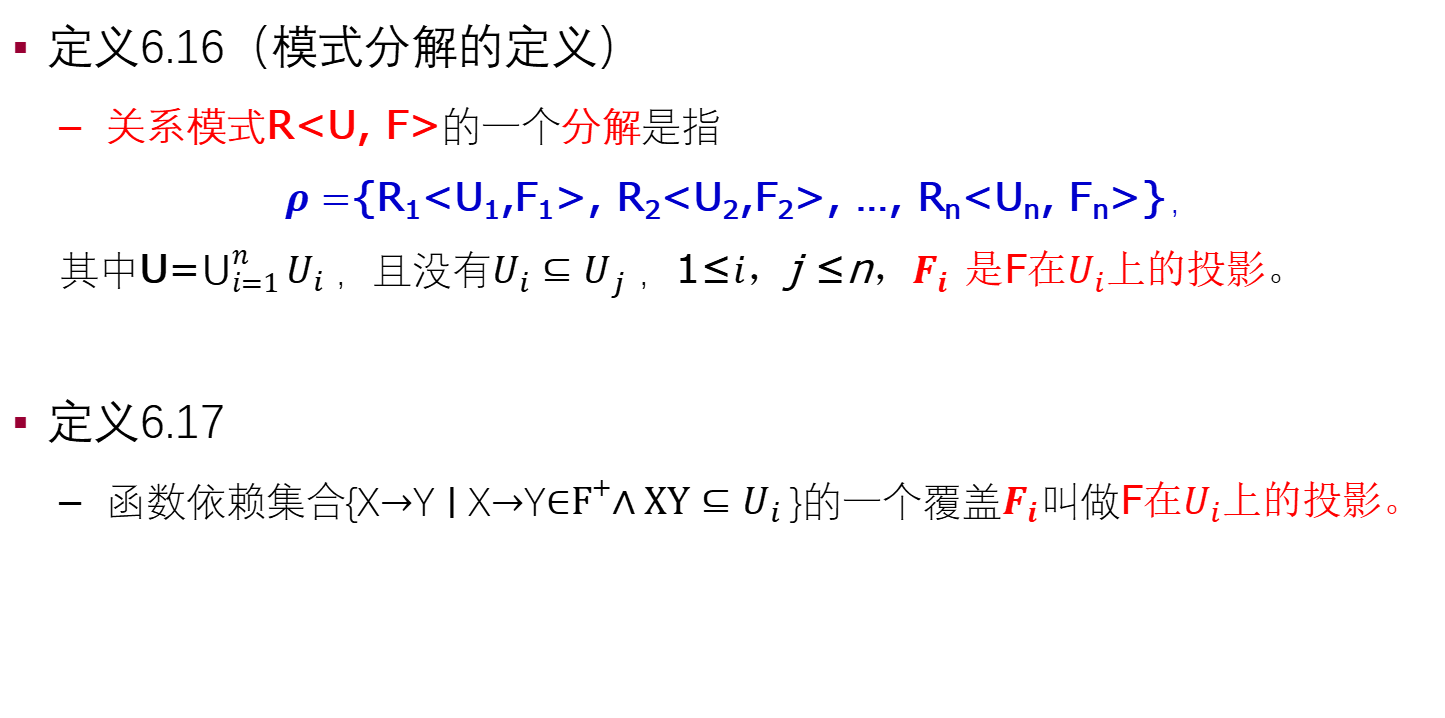 ▪ 定义6.16（模式分解的定义）
– 关系模式R<U, F>的一个分解是指
ρ ={R₁<U₁,F₁>, R₂<U₂,F₂>, …, Rₙ<Uₙ, Fₙ>},
其中U=⋃ⁿᵢ₌₁ Uᵢ , 且没有Uᵢ ⊆ Uⱼ , 1≤i，j ≤n，Fᵢ 是F在Uᵢ上的投影。
▪ 定义6.17
– 函数依赖集合{X→Y | X→Y∈F⁺∧ XY ⊆ Uᵢ }的一个覆盖Fᵢ叫做F在Uᵢ上的投影。